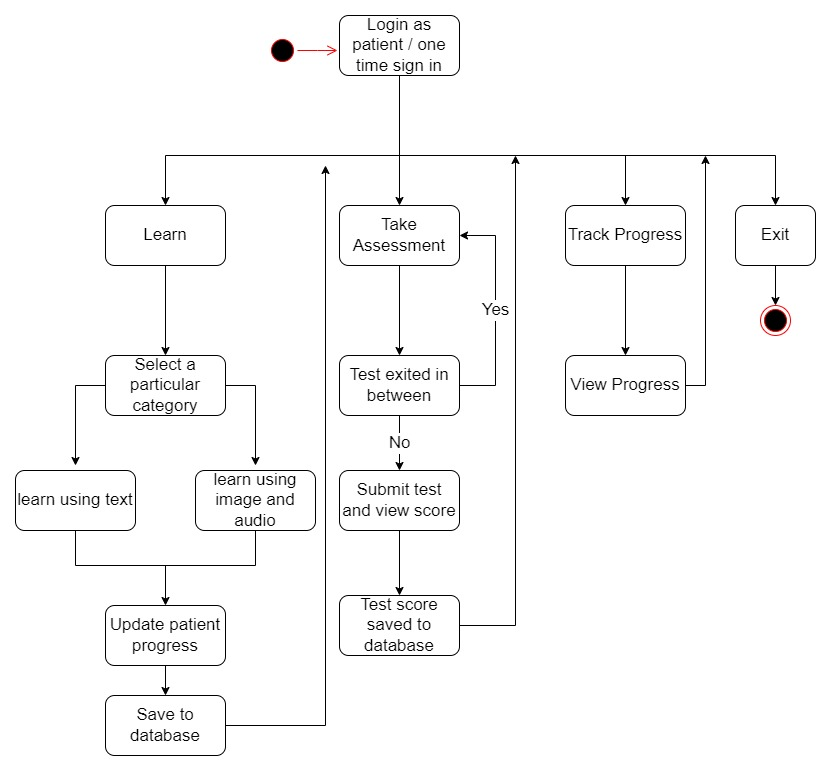 Login as
patient / one
time sign in
Learn
Take
Assessment
Track Progress
Exit
Yes
Select a
particular
category
Test exited in
between
View Progress
No
learn using text
learn using
image and
audio
Submit test
and view score
Update patient
progress
Test score
saved to
database
Save to
database